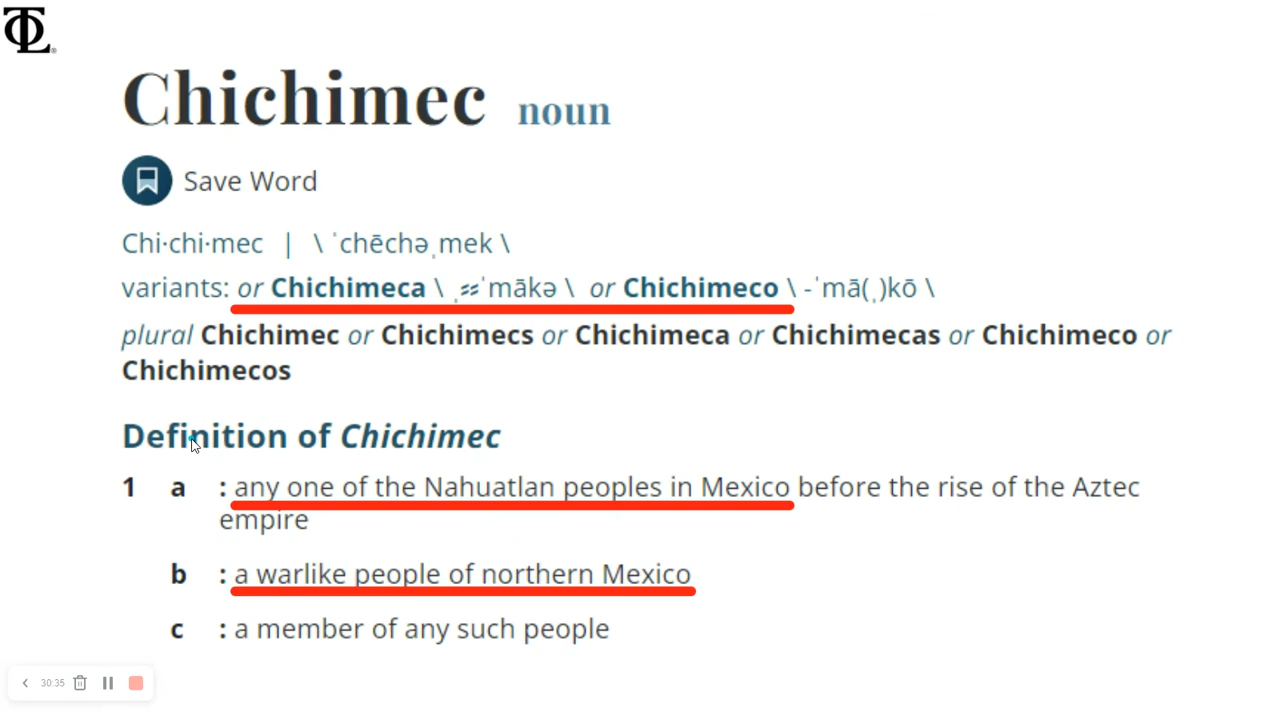 TOL
Chichimec noun
Save Word
Chi·chi·mec | \ ˈchēchəˌmek \
variants: or Chichimeca \ ˌ⸗⸗ˈmākə \ or Chichimeco \ -ˈmā(ˌ)kō \
plural Chichimec or Chichimecs or Chichimeca or Chichimecas or Chichimeco or
Chichimecos
Definition of Chichimec
1 a : any one of the Nahuatlan peoples in Mexico before the rise of the Aztec
empire
b : a warlike people of northern Mexico
c : a member of any such people
30:35